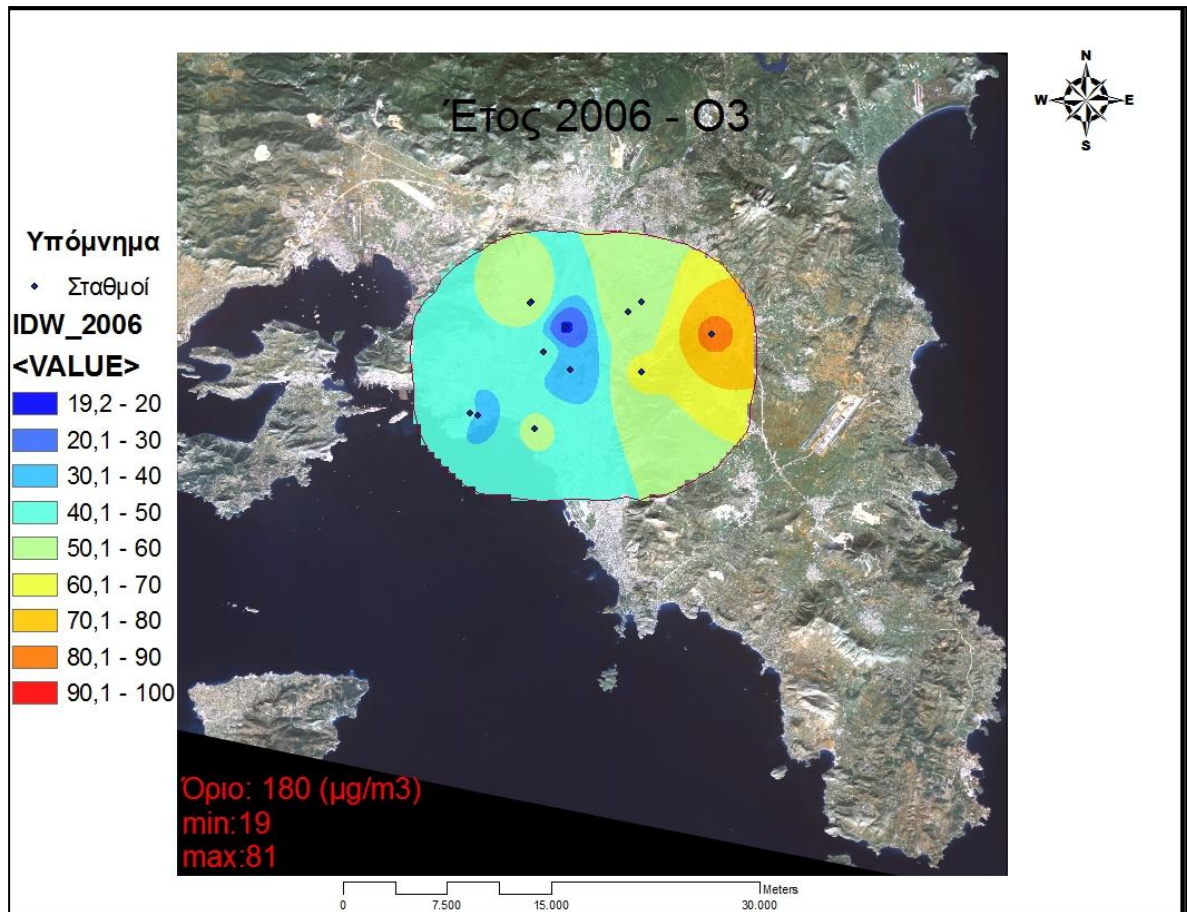 Έτος 2006 - O3
N
W E
S
Υπόμνημα
Σταθμοί
IDW_2006
<VALUE>
19,2 - 20
20,1 - 30
30,1 - 40
40,1 - 50
50,1 - 60
60,1 - 70
70,1 - 80
80,1 - 90
90,1 - 100
Όριο: 180 (μg/m3)
min:19
max:81
Meters
0 7.500 15.000 30.000